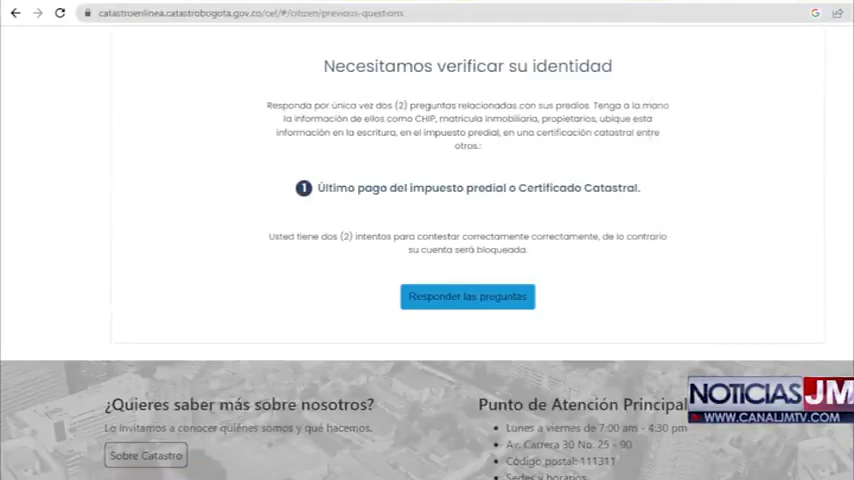 catastroenlinea.catastrobogota.gov.co/cel/#/citizen/previous-questions
Necesitamos verificar su identidad
Responda por única vez dos (2) preguntas relacionadas con sus predios. Tenga a la mano
la información de ellos como CHIP, matrícula inmobiliaria, propietarios, ubique esta
información en la escritura, en el impuesto predial, en una certificación catastral entre
otros.:
1 Último pago del impuesto predial o Certificado Catastral.
Usted tiene dos (2) intentos para contestar correctamente correctamente, de lo contrario
su cuenta será bloqueada.
Responder las preguntas
¿Quieres saber más sobre nosotros?
Lo invitamos a conocer quiénes somos y qué hacemos.
Sobre Catastro
Punto de Atención Principal
Lunes a viernes de 7:00 am - 4:30 pm
Av. Carrera 30 No. 25 - 90
Código postal: 111311
Sedes y horarios
NOTICIAS JM
WWW.CANALJMTV.COM